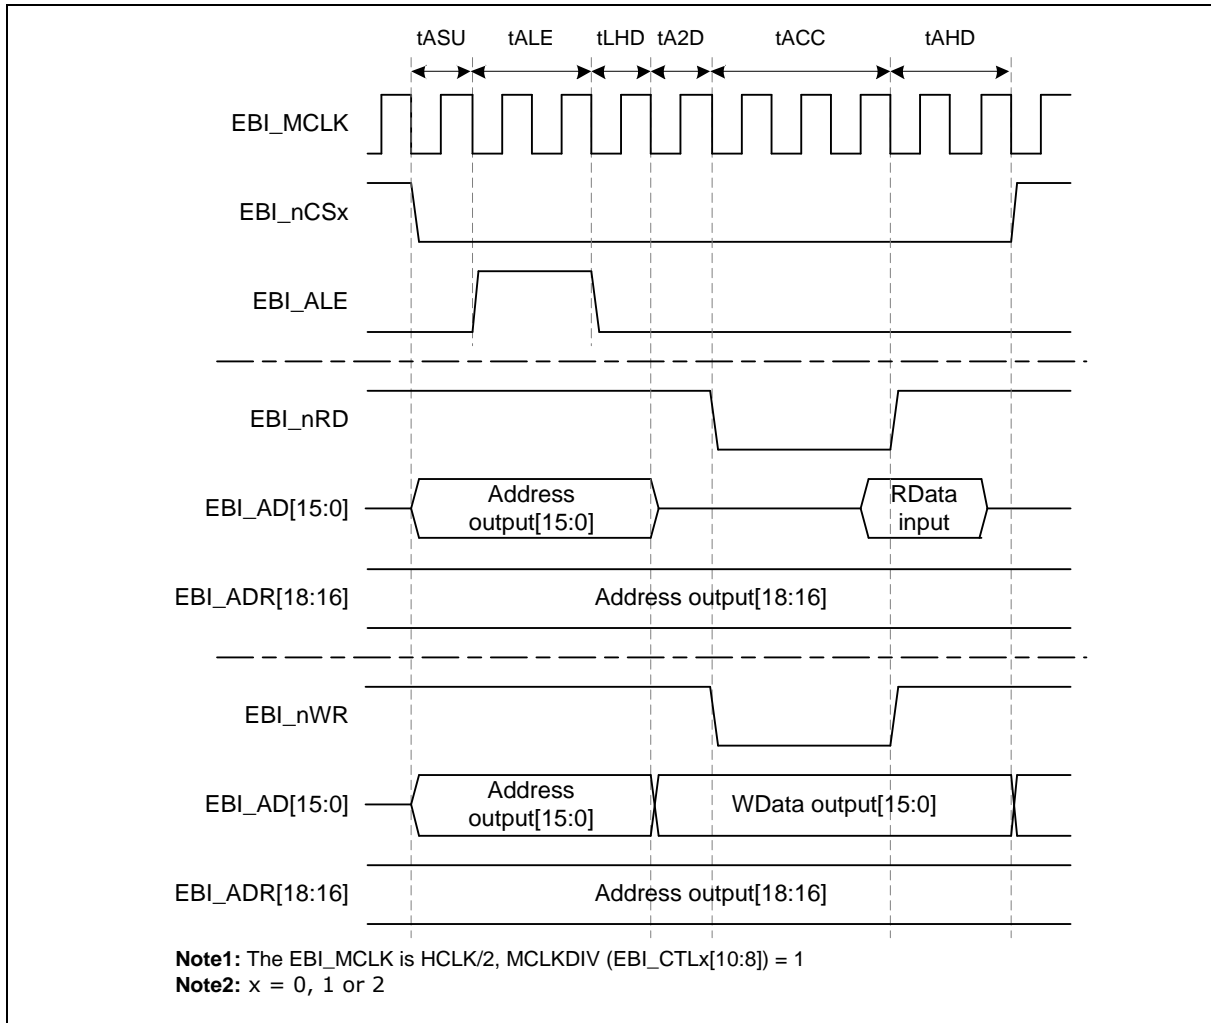 tASU tALE tLHD tA2D tACC tAHD
EBI_MCLK
EBI_nCSx
EBI_ALE
EBI_nRD
EBI_AD[15:0]
Address
output[15:0]
RData
input
EBI_ADR[18:16]
Address output[18:16]
EBI_nWR
EBI_AD[15:0]
Address
output[15:0]
WData output[15:0]
EBI_ADR[18:16]
Address output[18:16]
Note1: The EBI_MCLK is HCLK/2, MCLKDIV (EBI_CTLx[10:8]) = 1
Note2: x = 0, 1 or 2